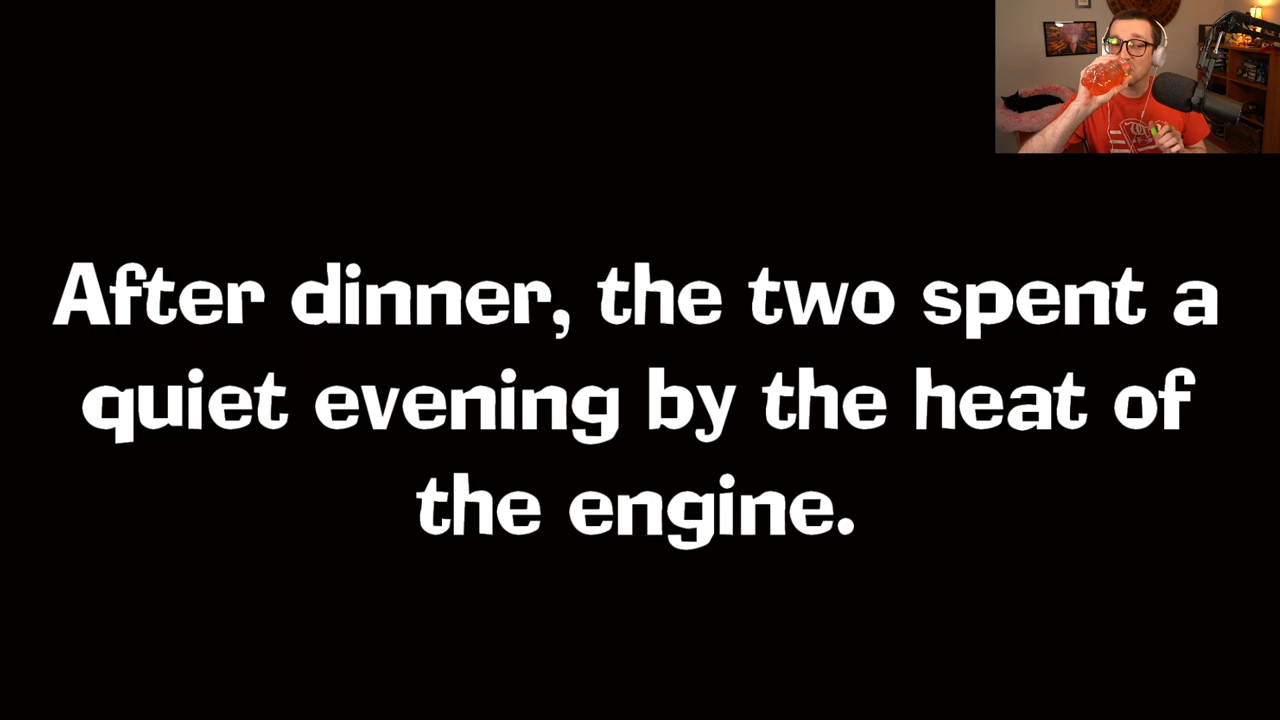 After dinner, the two spent a
quiet evening by the heat of
the engine.